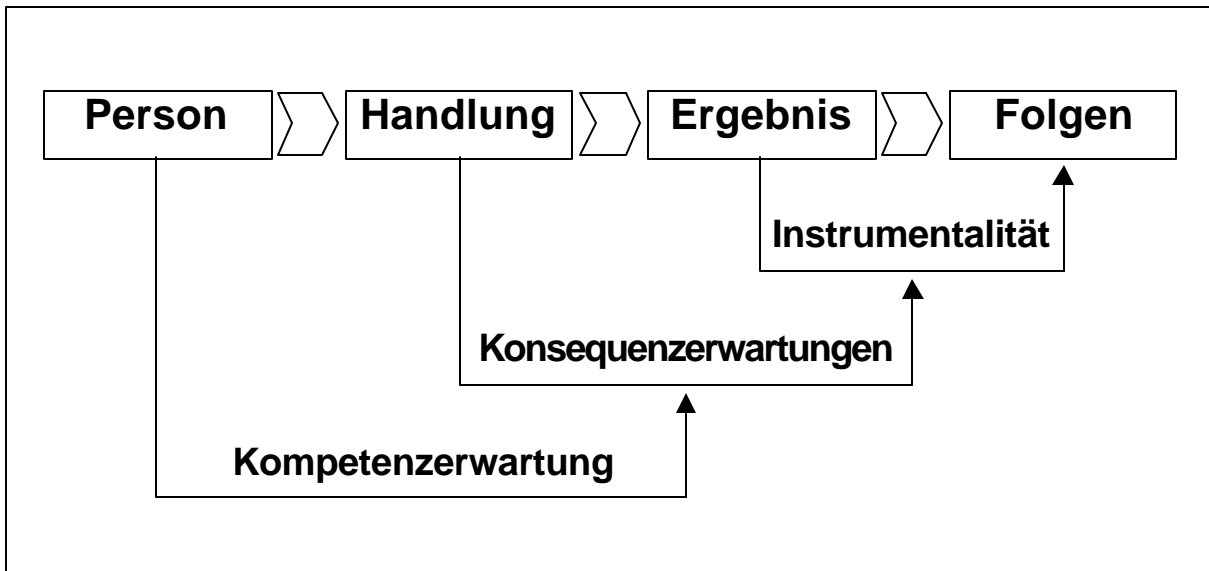 Person Handlung Ergebnis Folgen
Instrumentalität
Konsequenzerwartungen
Kompetenzerwartung